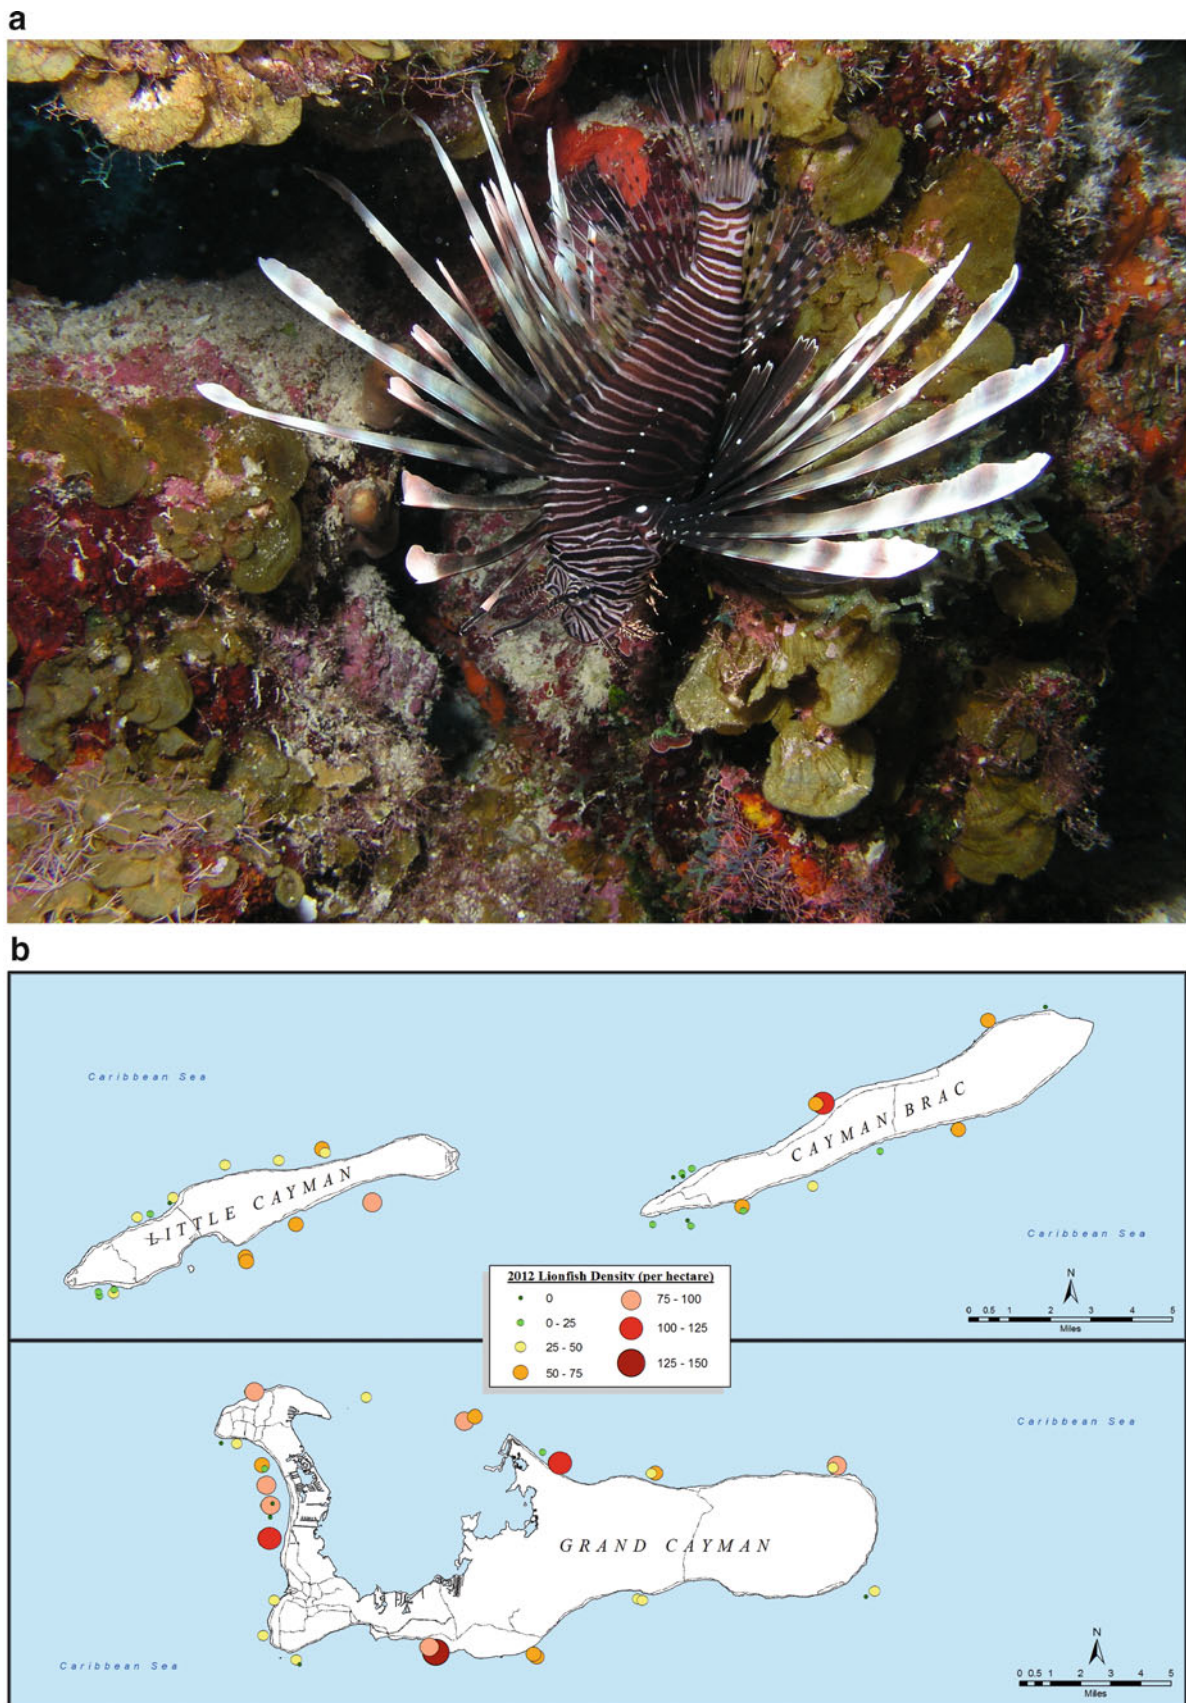 a
b
Caribbean Sea
LITTLE CAYMAN
CAYMAN BRAC
Caribbean Sea
N
0 0.5 1 2 3 4 5
Miles
2012 Lionfish Density (per hectare)
0
0 - 25
25 - 50
50 - 75
75 - 100
100 - 125
125 - 150
Caribbean Sea
GRAND CAYMAN
Caribbean Sea
N
0 0.5 1 2 3 4 5
Miles